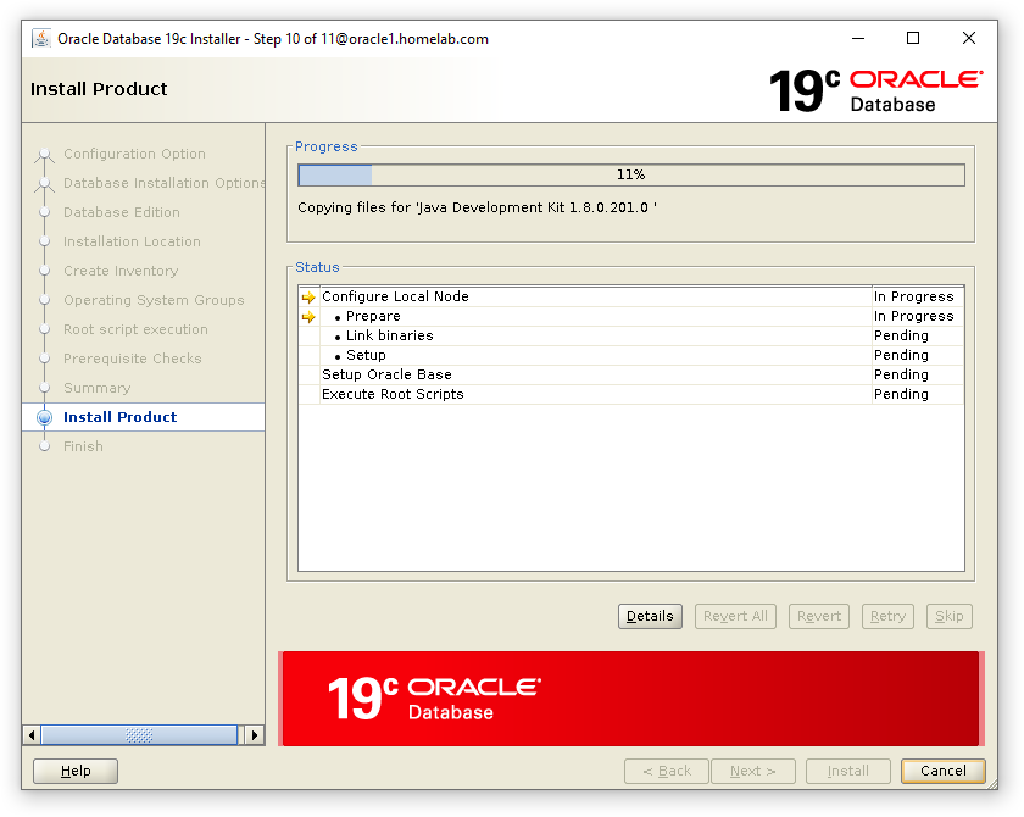 Oracle Database 19c Installer - Step 10 of 11@oracle1.homelab.com
Install Product
19c ORACLE®
Database
Configuration Option
Database Installation Options
Database Edition
Installation Location
Create Inventory
Operating System Groups
Root script execution
Prerequisite Checks
Summary
Install Product
Finish
Progress
11%
Copying files for 'Java Development Kit 1.8.0.201.0 '
Status
Configure Local Node In Progress
• Prepare In Progress
• Link binaries Pending
• Setup Pending
Setup Oracle Base Pending
Execute Root Scripts Pending
Details Revert All Revert Retry Skip
19c ORACLE®
Database
Help < Back Next > Install Cancel